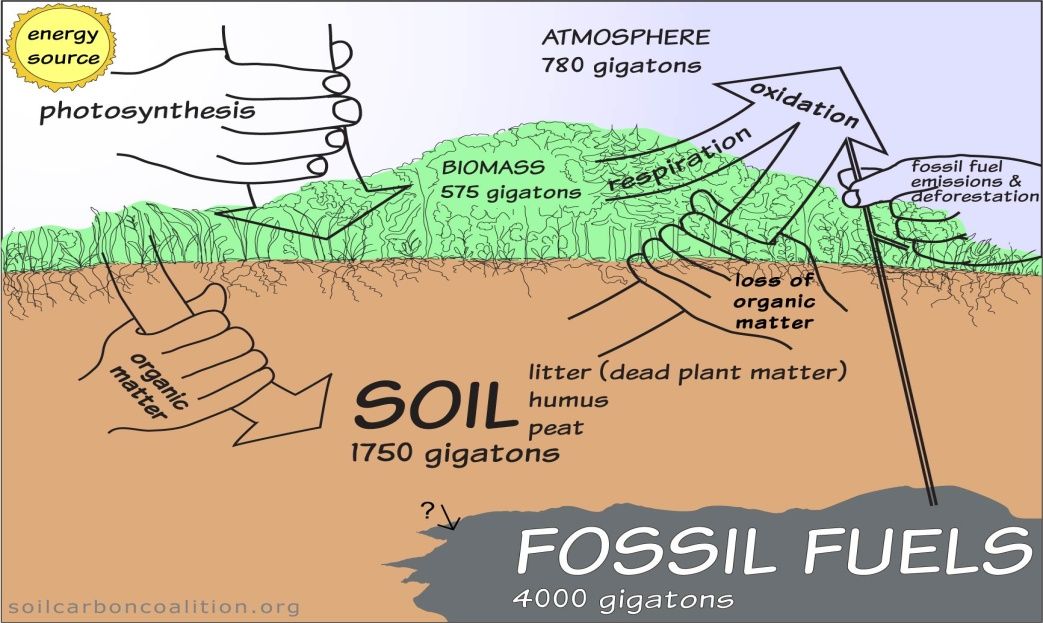 energy
source
photosynthesis
ATMOSPHERE
780 gigatons
oxidation
respiration
BIOMASS
575 gigatons
fossil fuel
emissions &
deforestation
loss of
organic
matter
organic
matter
SOIL
1750 gigatons
litter (dead plant matter)
humus
peat
?
FOSSIL FUELS
4000 gigatons
soilcarboncoalition.org